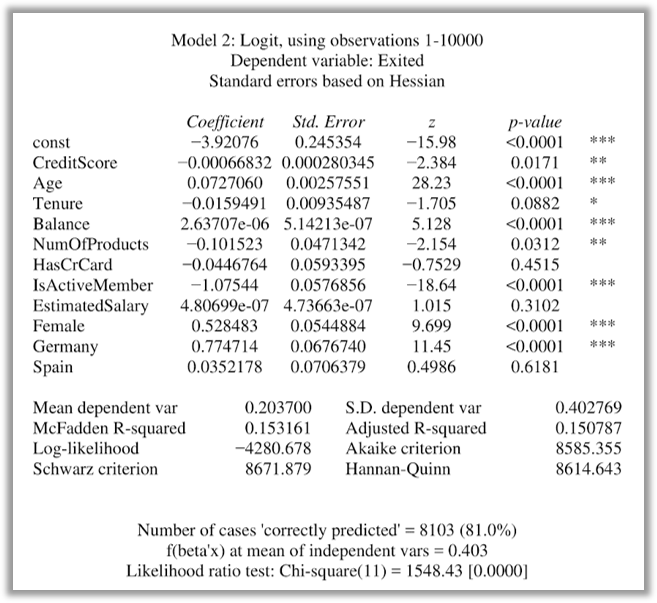 Model 2: Logit, using observations 1-10000
Dependent variable: Exited
Standard errors based on Hessian
Coefficient Std. Error z p-value
const −3.92076 0.245354 −15.98 <0.0001 ***
CreditScore −0.00066832 0.000280345 −2.384 0.0171 **
Age 0.0727060 0.00257551 28.23 <0.0001 ***
Tenure −0.0159491 0.00935487 −1.705 0.0882 *
Balance 2.63707e-06 5.14213e-07 5.128 <0.0001 ***
NumOfProducts −0.101523 0.0471342 −2.154 0.0312 **
HasCrCard −0.0446764 0.0593395 −0.7529 0.4515
IsActiveMember −1.07544 0.0576856 −18.64 <0.0001 ***
EstimatedSalary 4.80699e-07 4.73663e-07 1.015 0.3102
Female 0.528483 0.0544884 9.699 <0.0001 ***
Germany 0.774714 0.0676740 11.45 <0.0001 ***
Spain 0.0352178 0.0706379 0.4986 0.6181
Mean dependent var 0.203700 S.D. dependent var 0.402769
McFadden R-squared 0.153161 Adjusted R-squared 0.150787
Log-likelihood −4280.678 Akaike criterion 8585.355
Schwarz criterion 8671.879 Hannan-Quinn 8614.643
Number of cases 'correctly predicted' = 8103 (81.0%)
f(beta'x) at mean of independent vars = 0.403
Likelihood ratio test: Chi-square(11) = 1548.43 [0.0000]